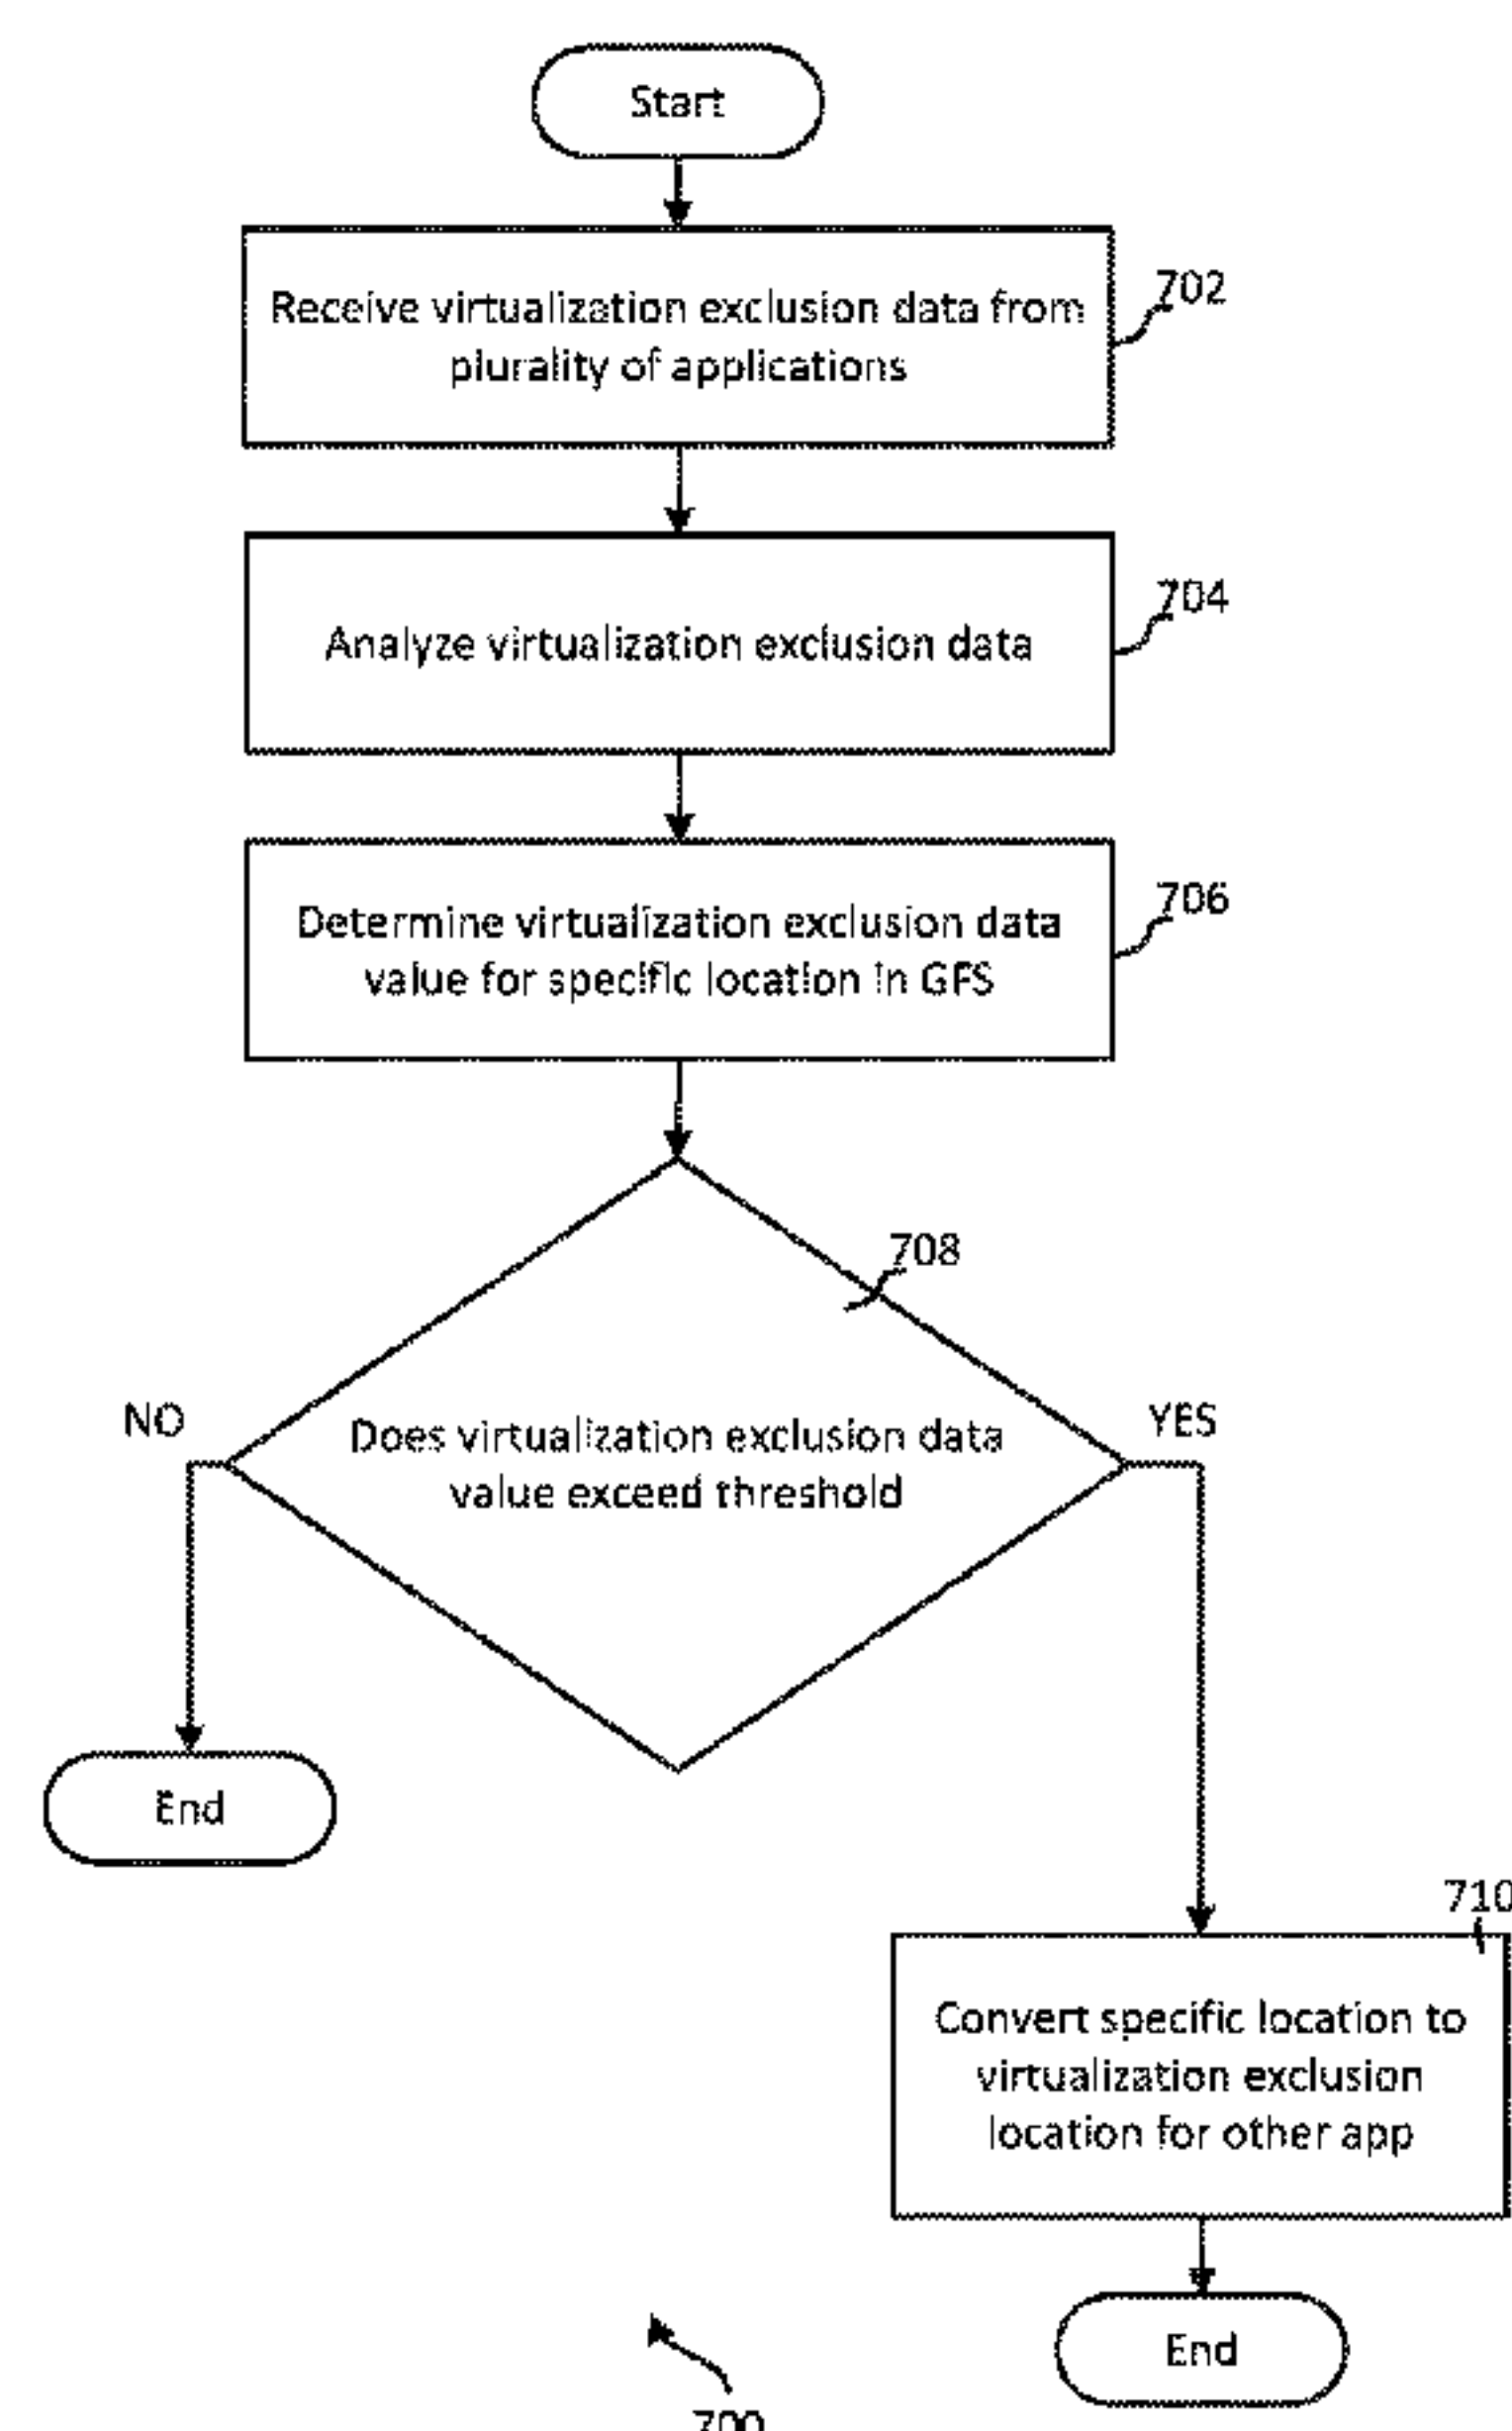 Start
Receive virtualization exclusion data from
plurality of applications
702
Analyze virtualization exclusion data
704
Determine virtualization exclusion data
value for specific location in GFS
706
708
NO
Does virtualization exclusion data
value exceed threshold
YES
End
710
Convert specific location to
virtualization exclusion
location for other app
End
700